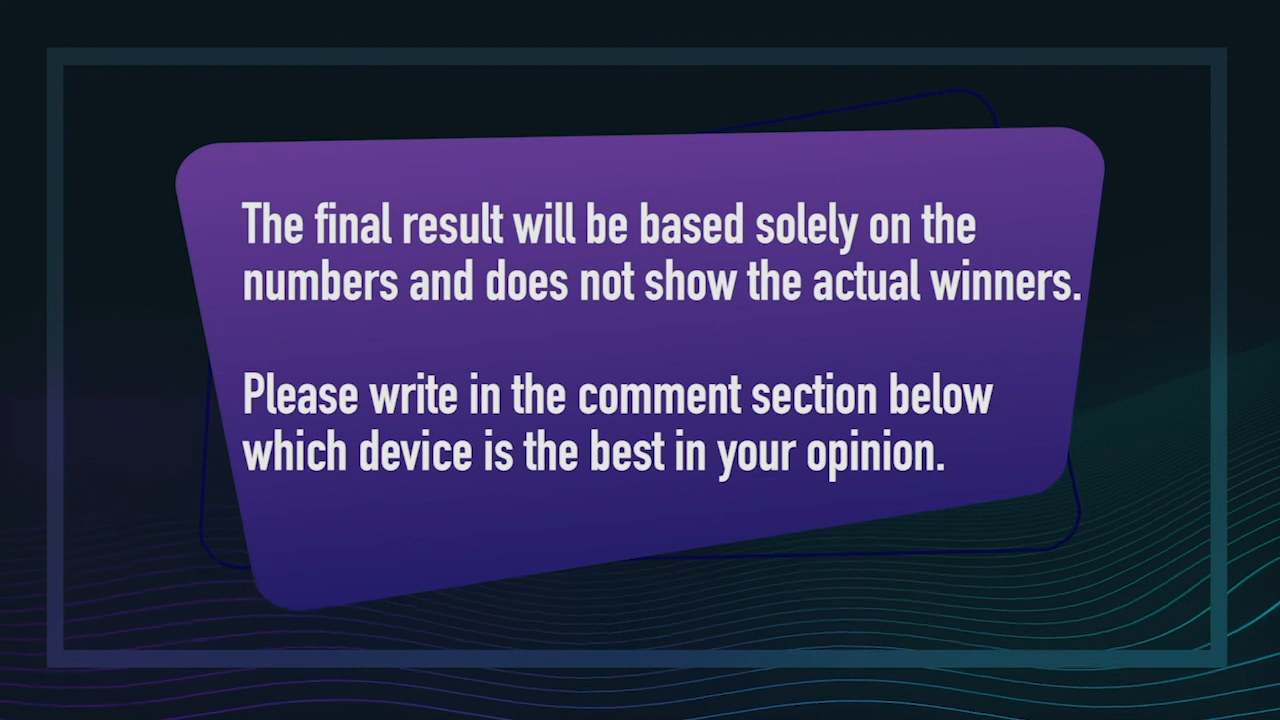 The final result will be based solely on the
numbers and does not show the actual winners.
Please write in the comment section below
which device is the best in your opinion.